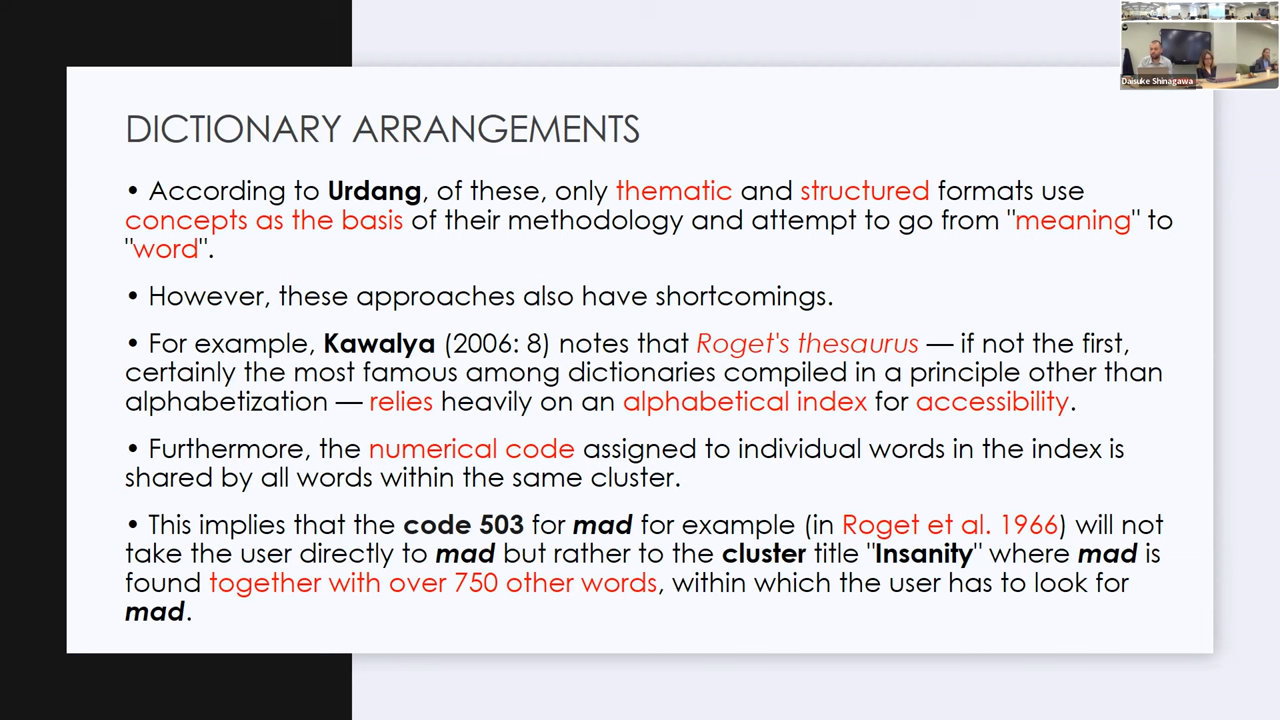 Daisuke Shinagawa
DICTIONARY ARRANGEMENTS
• According to Urdang, of these, only thematic and structured formats use
concepts as the basis of their methodology and attempt to go from "meaning" to
"word".
• However, these approaches also have shortcomings.
• For example, Kawalya (2006: 8) notes that Roget's thesaurus — if not the first,
certainly the most famous among dictionaries compiled in a principle other than
alphabetization — relies heavily on an alphabetical index for accessibility.
• Furthermore, the numerical code assigned to individual words in the index is
shared by all words within the same cluster.
• This implies that the code 503 for mad for example (in Roget et al. 1966) will not
take the user directly to mad but rather to the cluster title "Insanity" where mad is
found together with over 750 other words, within which the user has to look for
mad.